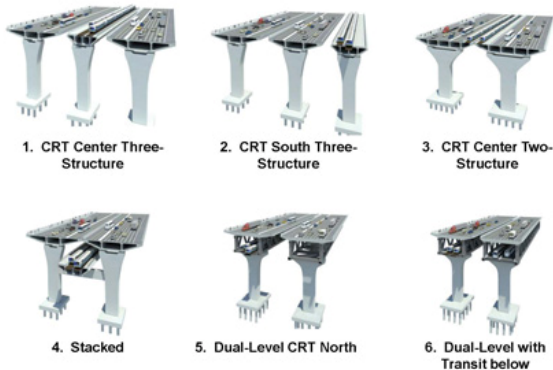 1. CRT Center Three-
Structure
2. CRT South Three-
Structure
3. CRT Center Two-
Structure
4. Stacked
5. Dual-Level CRT North
6. Dual-Level with
Transit below